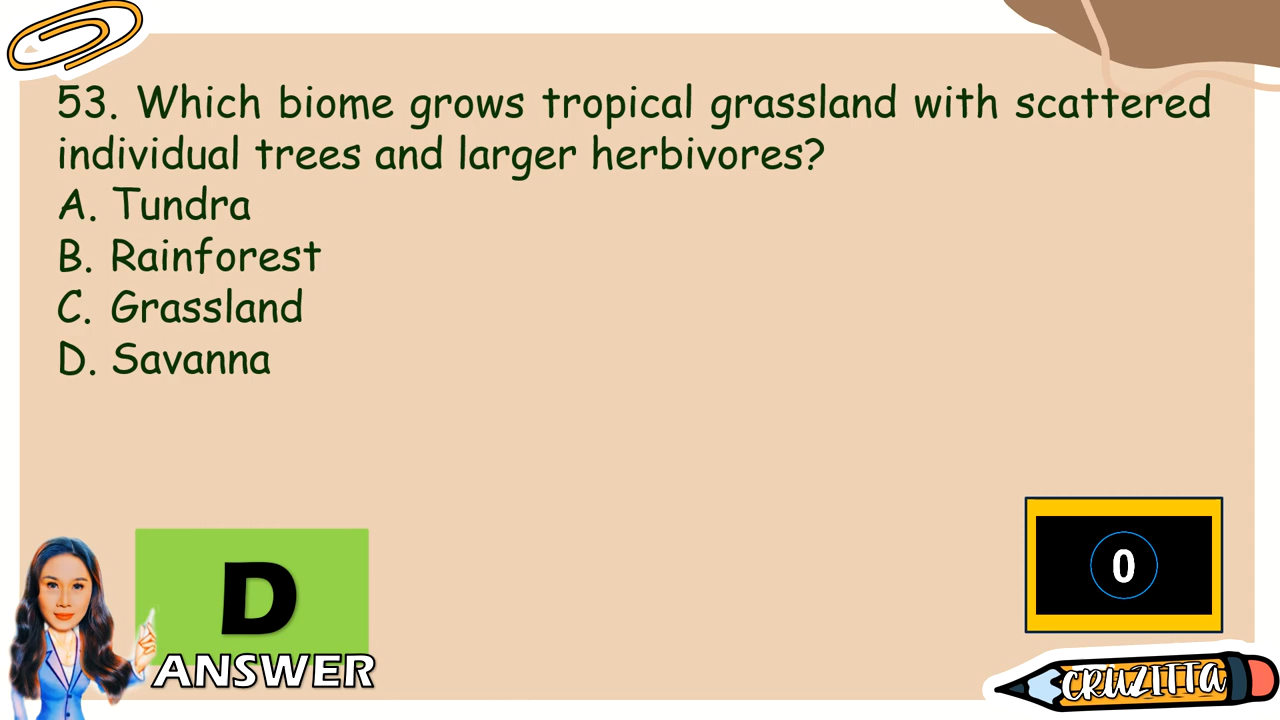 53. Which biome grows tropical grassland with scattered
individual trees and larger herbivores?
A. Tundra
B. Rainforest
C. Grassland
D. Savanna
D
ANSWER
0
CRUZITTA